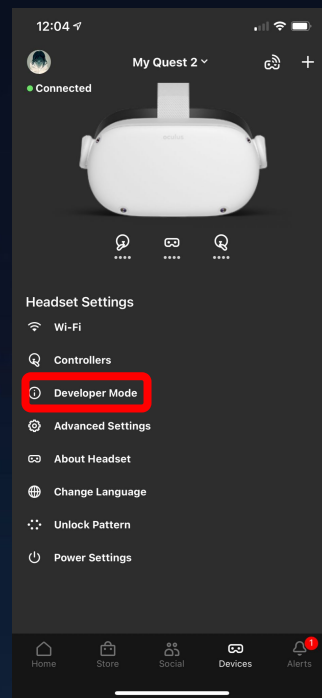 12:04
My Quest 2
Connected
Headset Settings
Wi-Fi
Controllers
Developer Mode
Advanced Settings
About Headset
Change Language
Unlock Pattern
Power Settings
1
Home Store Social Devices Alerts